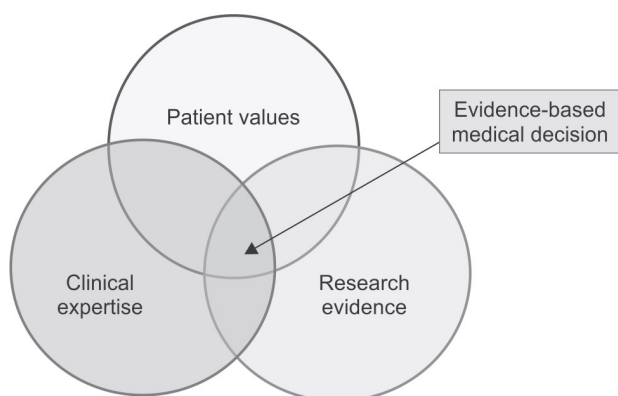 Patient values
Evidence-based
medical decision
Clinical
expertise
Research
evidence